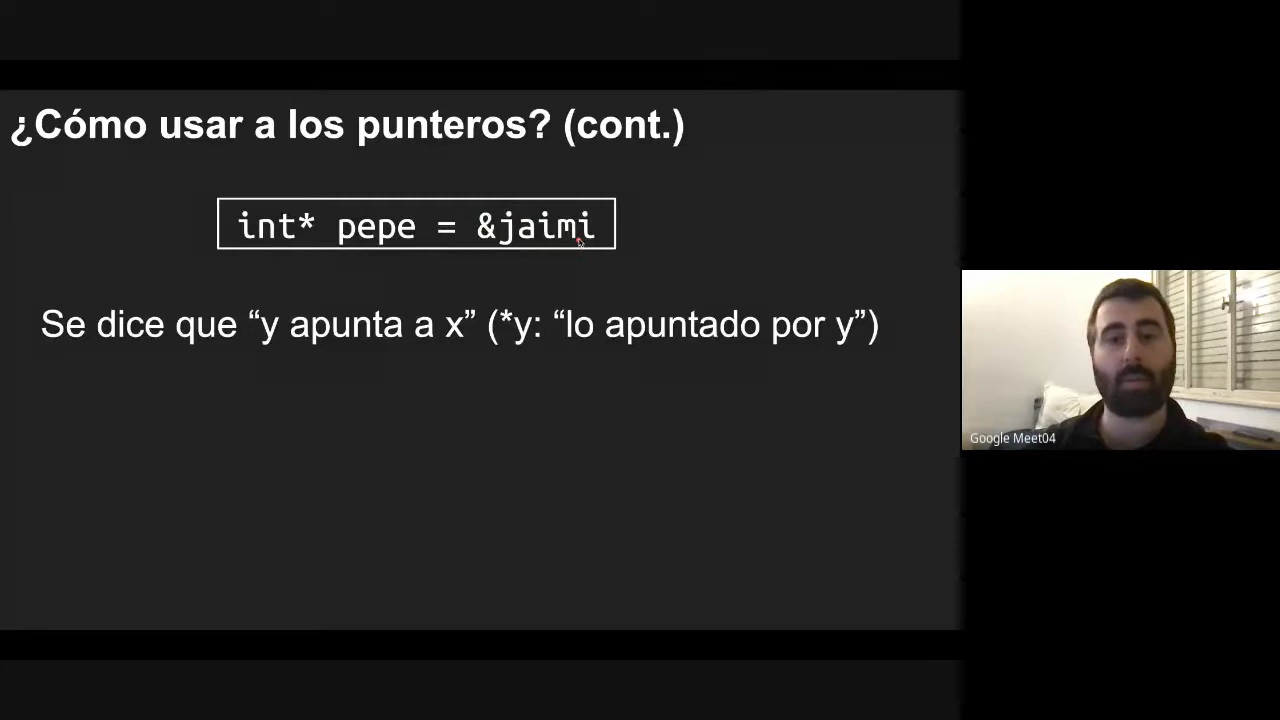 ¿Cómo usar a los punteros? (cont.)
int* pepe = &jaimi
Se dice que “y apunta a x” (*y: “lo apuntado por y”)
Google Meet04